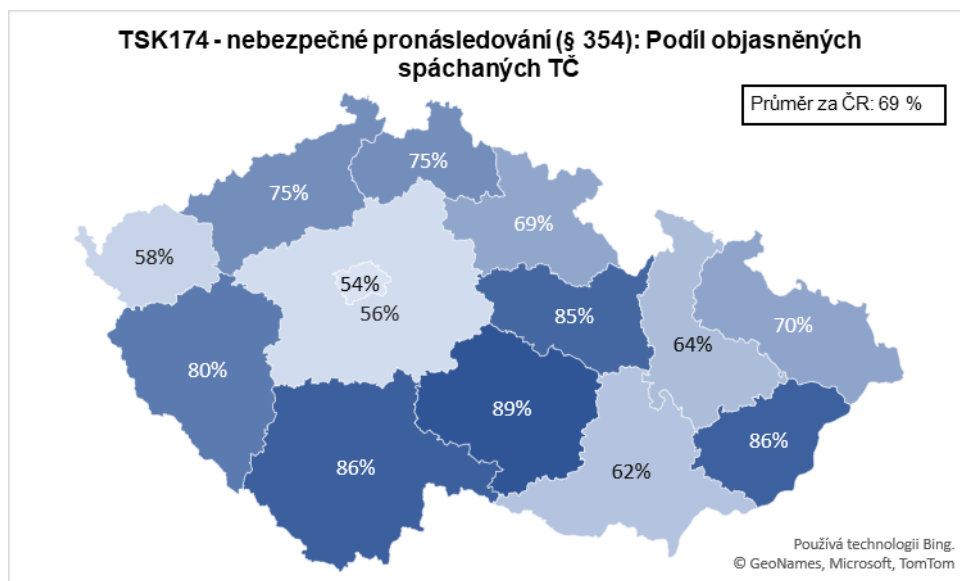 TSK174 - nebezpečné pronásledování (§ 354): Podíl objasněných
spáchaných TČ
Průměr za ČR: 69 %
75%
75%
69%
58%
54%
56%
85%
70%
64%
80%
89%
86%
86%
62%
Používá technologii Bing.
© GeoNames, Microsoft, TomTom